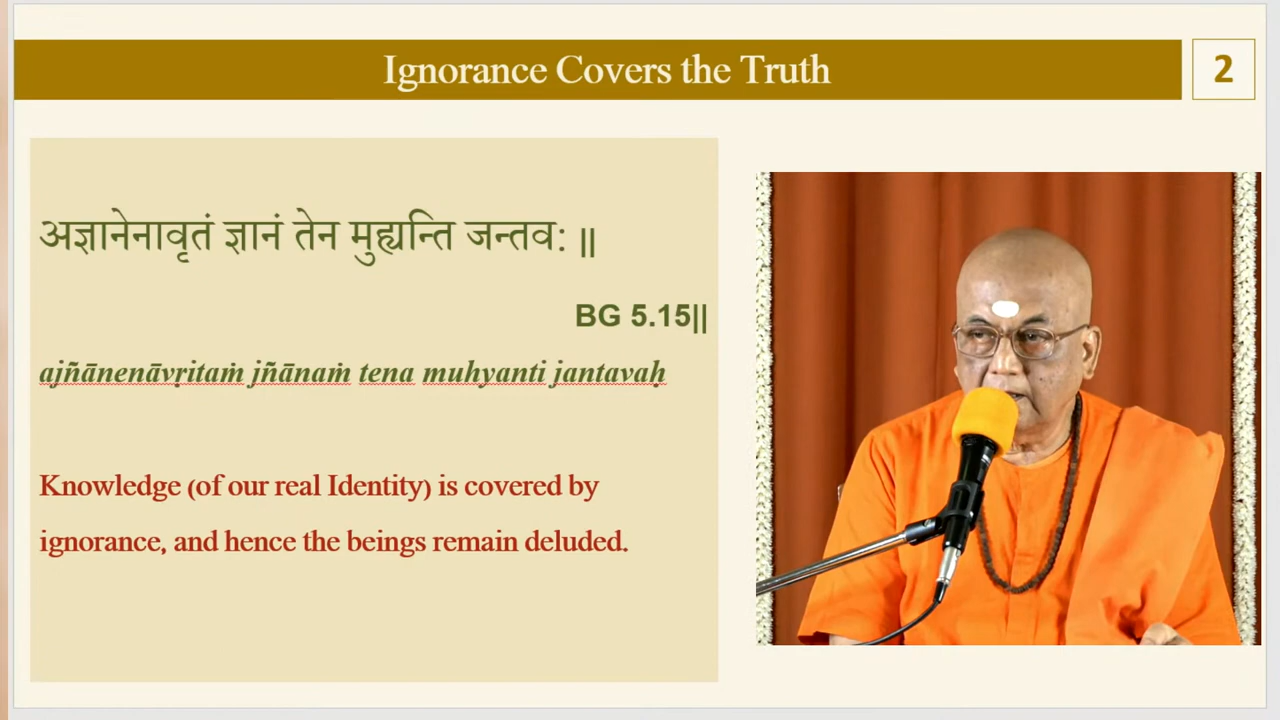 Ignorance Covers the Truth
2
अज्ञानेनावृतं ज्ञानं तेन मुह्यन्ति जन्तवः ॥
BG 5.15||
ajñānenāvṛitaṁ jñānaṁ tena muhyanti jantavaḥ
Knowledge (of our real Identity) is covered by
ignorance, and hence the beings remain deluded.